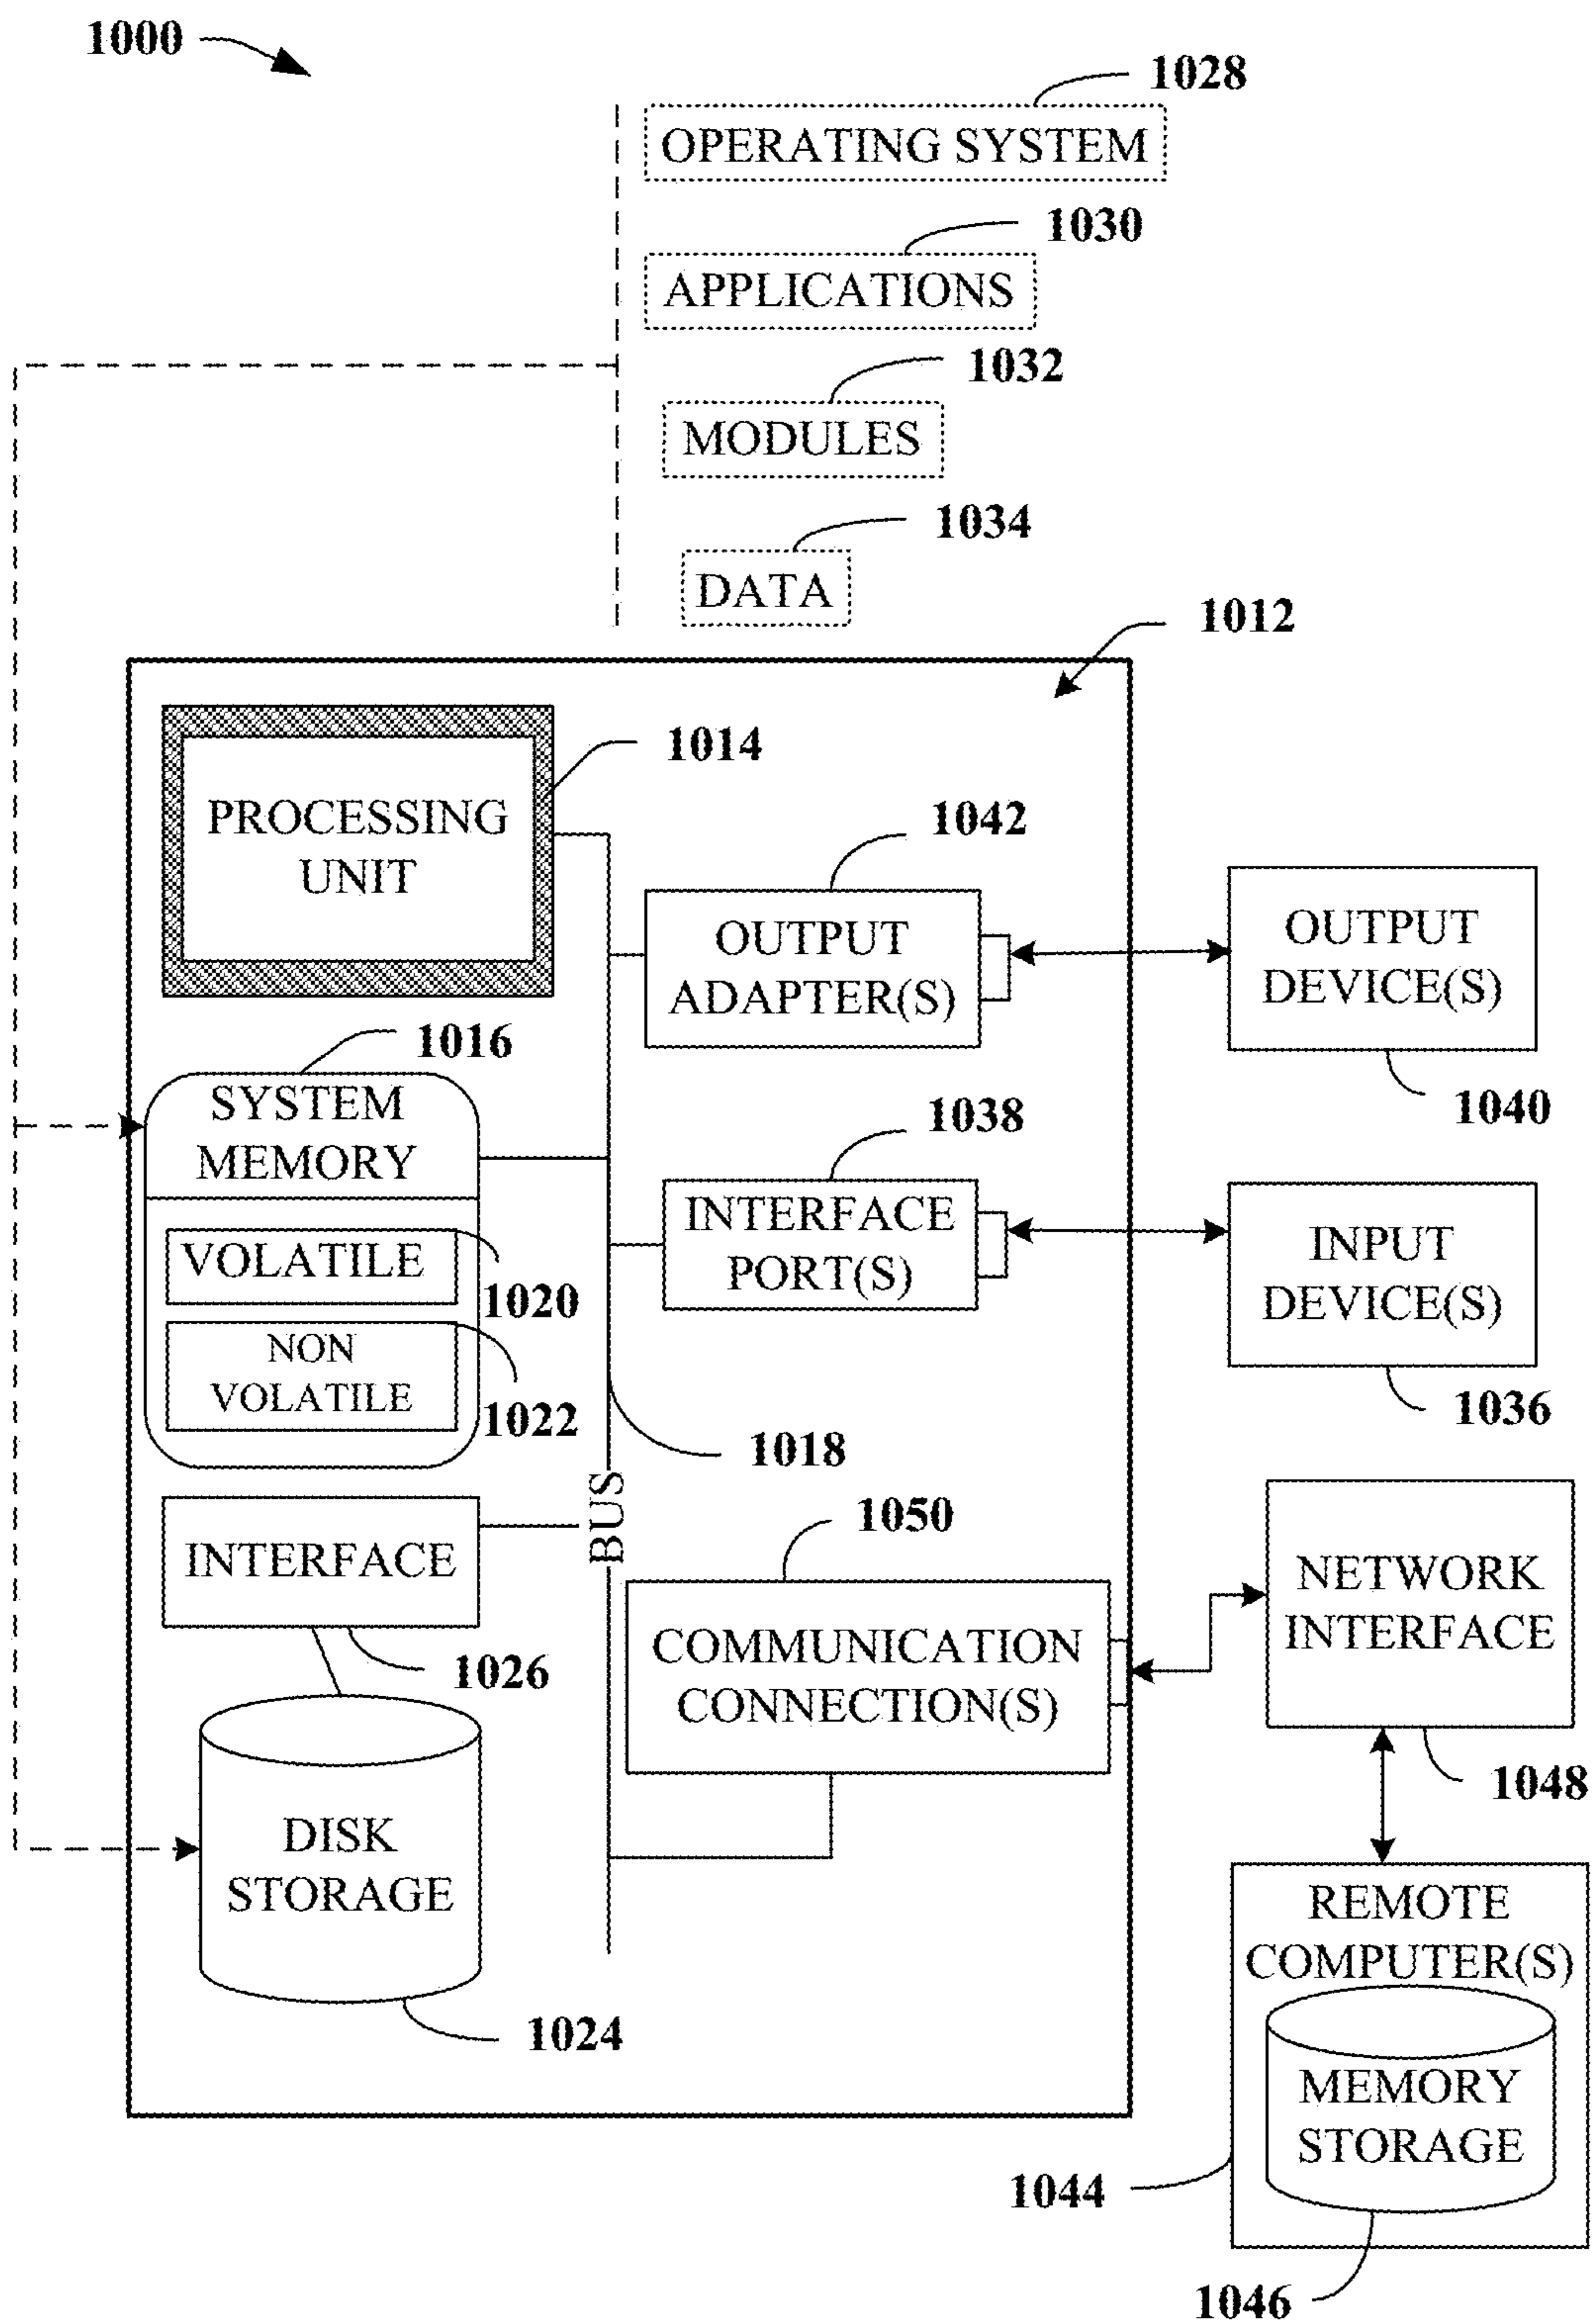 1000
1028
OPERATING SYSTEM
1030
APPLICATIONS
1032
MODULES
1034
DATA
1012
PROCESSING
UNIT
1014
1042
OUTPUT
ADAPTER(S)
OUTPUT
DEVICE(S)
1040
1016
SYSTEM
MEMORY
VOLATILE
1020
NON
VOLATILE
1022
1038
INTERFACE
PORT(S)
INPUT
DEVICE(S)
1036
1018
BUS
INTERFACE
1026
1050
COMMUNICATION
CONNECTION(S)
NETWORK
INTERFACE
1048
DISK
STORAGE
1024
REMOTE
COMPUTER(S)
MEMORY
STORAGE
1044
1046